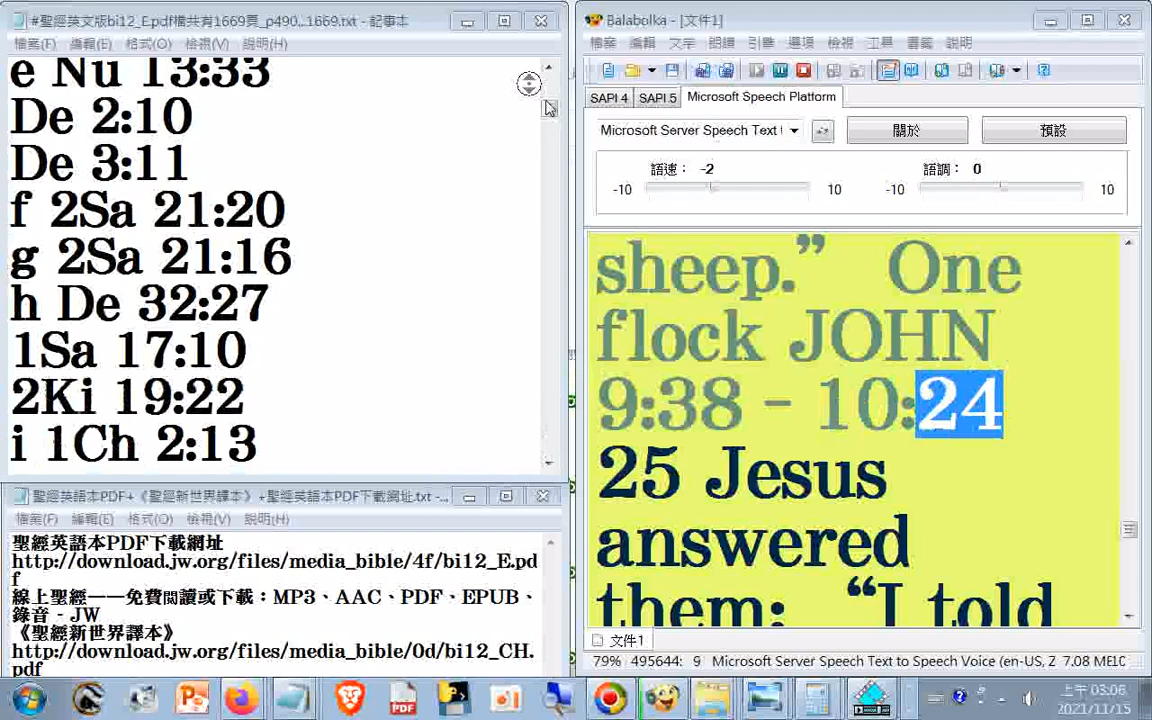 #聖經英文版bi12_E.pdf檔共有1669頁_p490,..1669.txt - 記事本
檔案(F) 編輯(E) 格式(O) 檢視(V) 說明(H)
e Nu 13:33
De 2:10
De 3:11
f 2Sa 21:20
g 2Sa 21:16
h De 32:27
1Sa 17:10
2Ki 19:22
i 1Ch 2:13
聖經英語本PDF+《聖經新世界譯本》+聖經英語本PDF下載網址.txt -...
檔案(F) 編輯(E) 格式(O) 檢視(V) 說明(H)
聖經英語本PDF下載網址
http://download.jw.org/files/media_bible/4f/bi12_E.pd
f
線上聖經——免費閱讀或下載：MP3、AAC、PDF、EPUB、
錄音 - JW
《聖經新世界譯本》
http://download.jw.org/files/media_bible/0d/bi12_CH.
pdf
Balabolka - [文件1]
檔案 編輯 文字 朗讀 引擎 選項 檢視 工具 書籤 說明
SAPI 4 SAPI 5 Microsoft Speech Platform
Microsoft Server Speech Text
關於 預設
語速： -2 語調： 0
-10 10 -10 10
sheep.” One
flock JOHN
9:38 - 10:24
25 Jesus
answered
them: “I told
文件1
79% 495644: 9 Microsoft Server Speech Text to Speech Voice (en-US, Z 7.08 МЕ
上午 03:06
2021/11/15